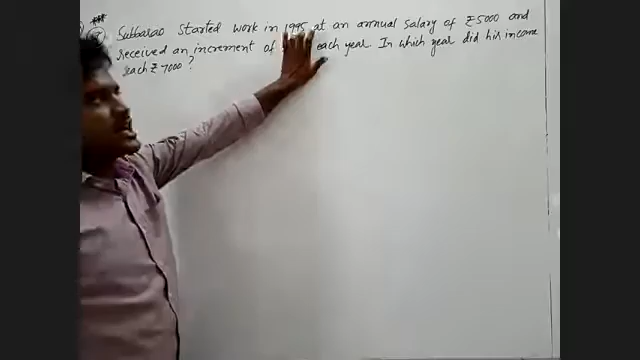 *** Subbarao Started work in 1995 at an annual salary of ₹5000 and
received an increment of each year. In which year did his income
reach ₹7000?